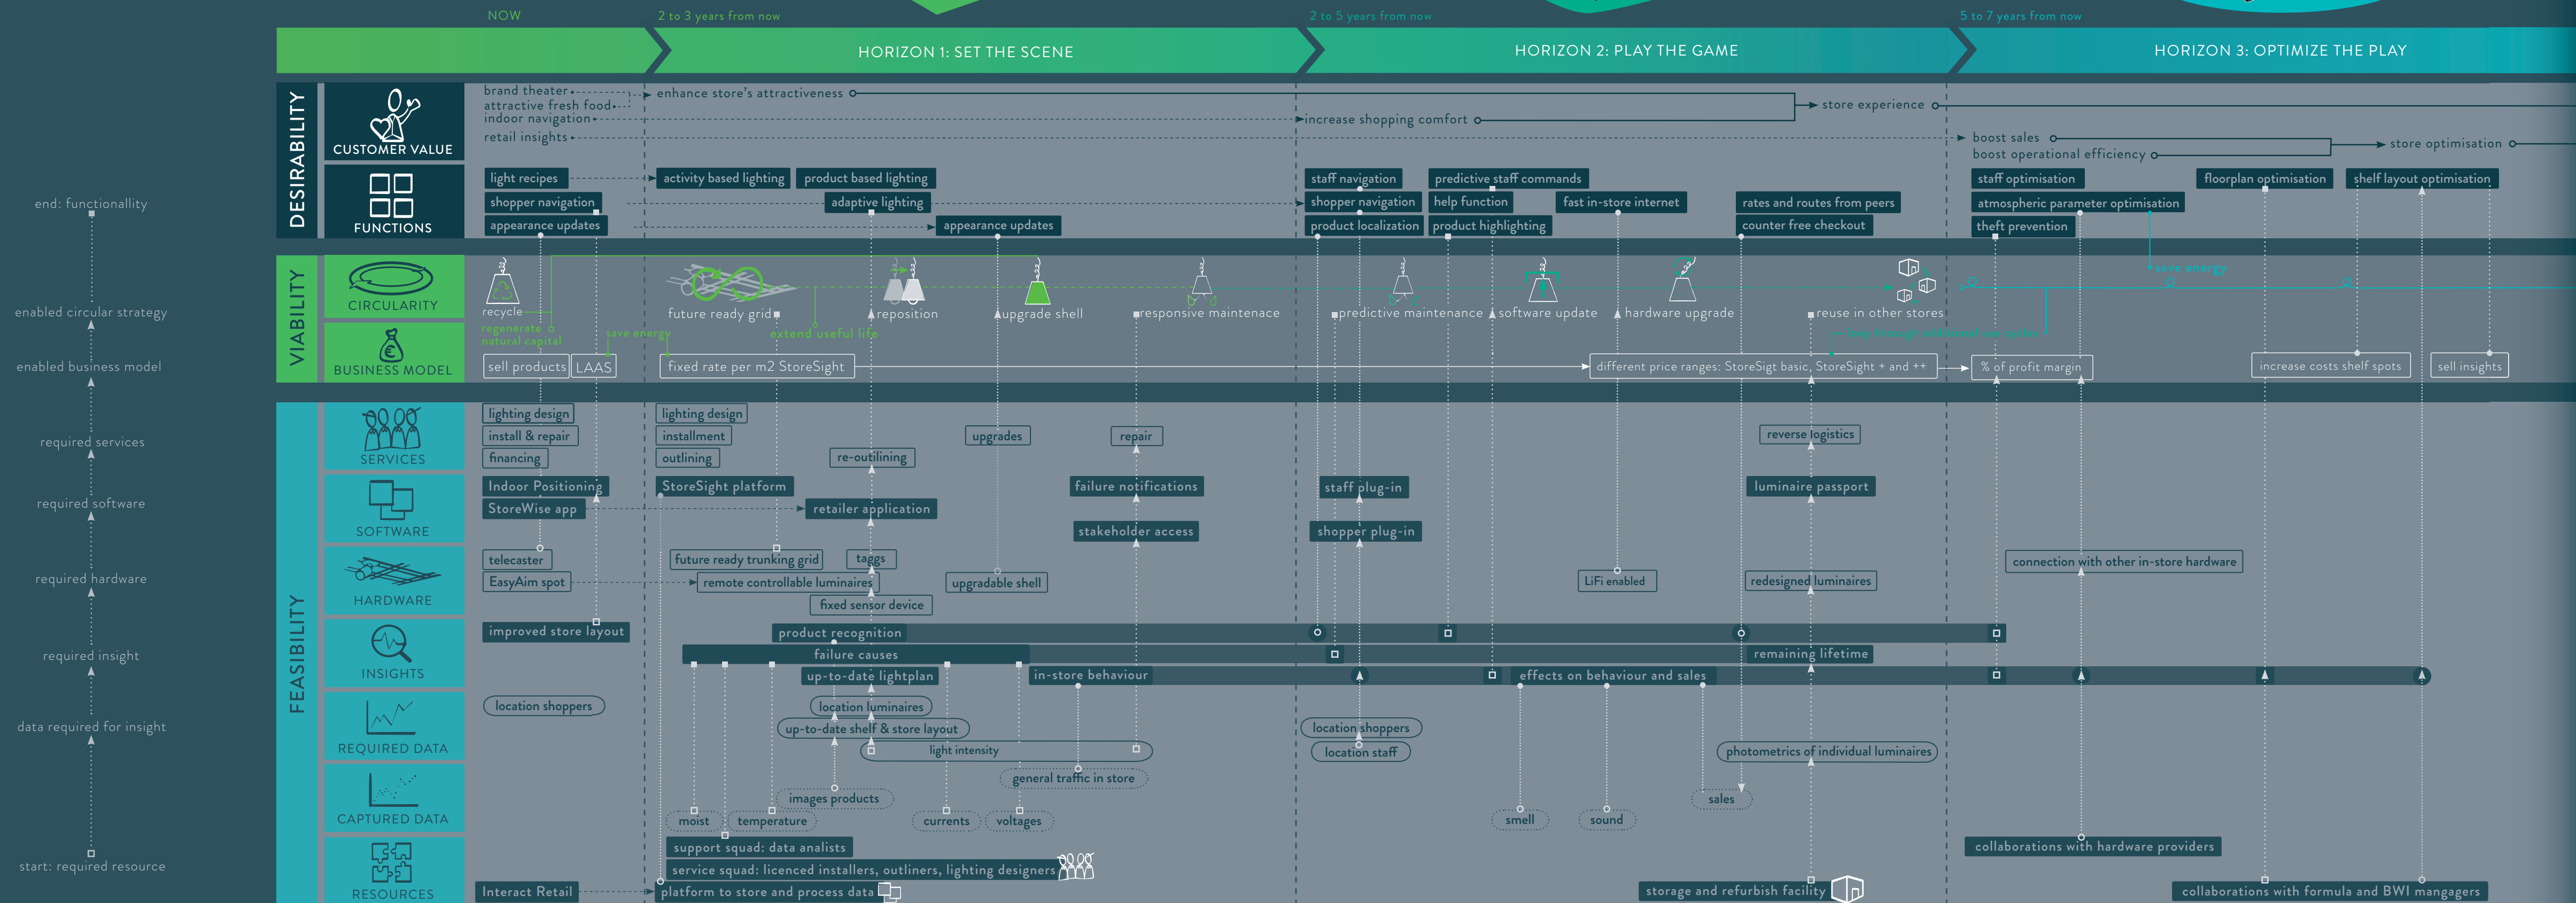 NOW
2 to 3 years from now
2 to 5 years from now
5 to 7 years from now
HORIZON 1: SET THE SCENE
HORIZON 2: PLAY THE GAME
HORIZON 3: OPTIMIZE THE PLAY
DESIRABILITY
CUSTOMER VALUE
brand theater
attractive fresh food
indoor navigation
retail insights
enhance store's attractiveness
increase shopping comfort
store experience
boost sales
boost operational efficiency
store optimisation
FUNCTIONS
light recipes
shopper navigation
appearance updates
activity based lighting
product based lighting
adaptive lighting
appearance updates
staff navigation
shopper navigation
product localization
predictive staff commands
help function
product highlighting
fast in-store internet
rates and routes from peers
counter free checkout
staff optimisation
atmospheric parameter optimisation
theft prevention
floorplan optimisation
shelf layout optimisation
end: functionallity
enabled circular strategy
enabled business model
required services
required software
required hardware
required insight
data required for insight
start: required resource
VIABILITY
CIRCULARITY
recycle
regenerate
natural capital
save energy
future ready grid
extend useful life
reposition
upgrade shell
responsive maintenace
predictive maintenance
software update
hardware upgrade
reuse in other stores
save energy
BUSINESS MODEL
sell products
LAAS
fixed rate per m2 StoreSight
different price ranges: StoreSigt basic, StoreSight + and ++
% of profit margin
increase costs shelf spots
sell insights
FEASIBILITY
SERVICES
lighting design
install & repair
financing
lighting design
installment
outlining
re-outilining
upgrades
repair
reverse logistics
SOFTWARE
Indoor Positioning
StoreWise app
StoreSight platform
retailer application
failure notifications
stakeholder access
staff plug-in
shopper plug-in
luminaire passport
HARDWARE
telecaster
EasyAim spot
future ready trunking grid
taggs
remote controllable luminaires
fixed sensor device
upgradable shell
LiFi enabled
redesigned luminaires
connection with other in-store hardware
INSIGHTS
improved store layout
product recognition
failure causes
up-to-date lightplan
in-store behaviour
effects on behaviour and sales
remaining lifetime
REQUIRED DATA
location shoppers
location luminaires
up-to-date shelf & store layout
light intensity
location shoppers
location staff
photometrics of individual luminaires
CAPTURED DATA
general traffic in store
images products
moist
temperature
currents
voltages
smell
sound
sales
RESOURCES
Interact Retail
support squad: data analists
service squad: licenced installers, outliners, lighting designers
platform to store and process data
storage and refurbish facility
collaborations with hardware providers
collaborations with formula and BWI mangagers